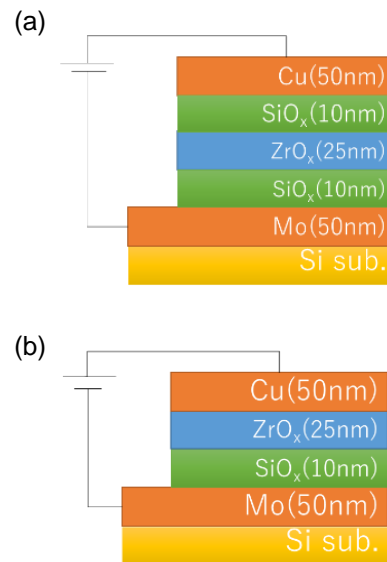 (a)
Cu(50nm)
SiOₓ(10nm)
ZrOₓ(25nm)
SiOₓ(10nm)
Mo(50nm)
Si sub.
(b)
Cu(50nm)
ZrOₓ(25nm)
SiOₓ(10nm)
Mo(50nm)
Si sub.